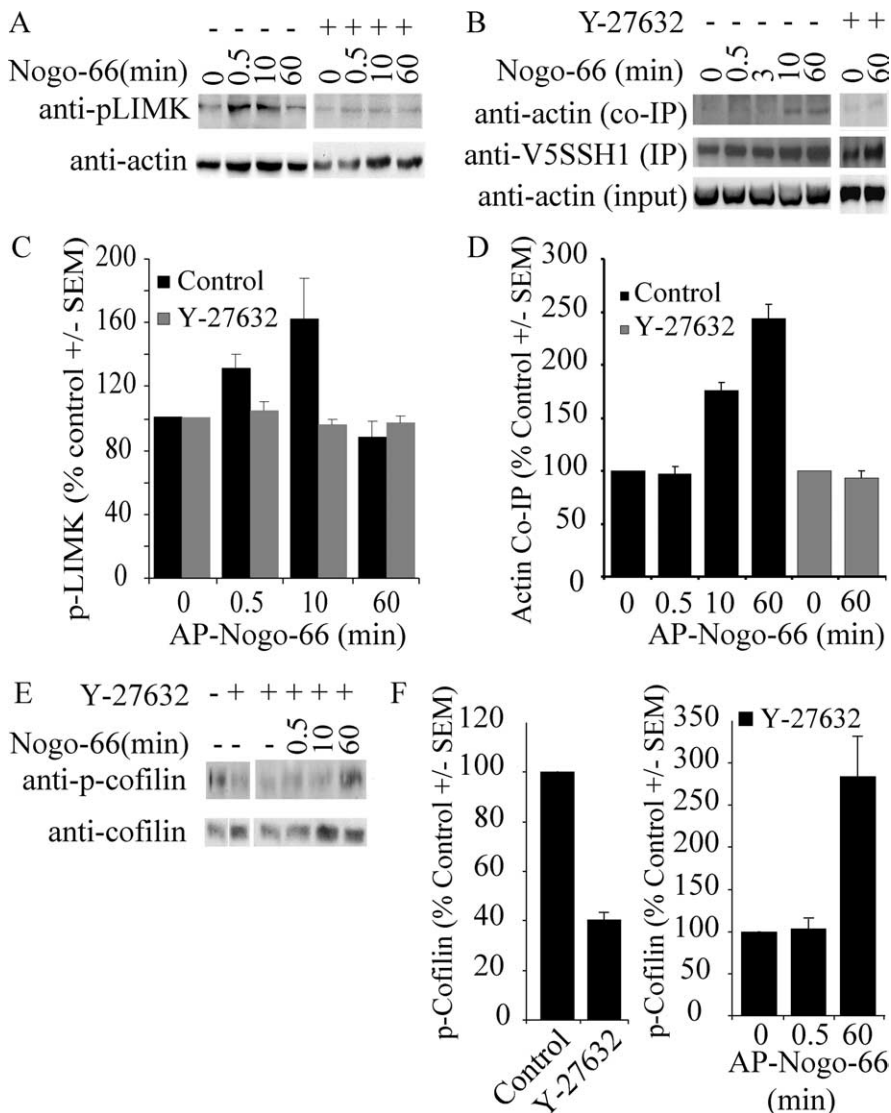 A
- - - - + + + +
Nogo-66(min) 0 0.5 10 60 0 0.5 10 60
anti-pLIMK
anti-actin
B
Y-27632 - - - - - + +
Nogo-66 (min) 0 0.5 3 10 60 0 60
anti-actin (co-IP)
anti-V5SSH1 (IP)
anti-actin (input)
C
p-LIMK (% control +/- SEM)
200
160
120
80
40
0
Control
Y-27632
0 0.5 10 60
AP-Nogo-66 (min)
D
Actin Co-IP (% Control +/- SEM)
300
250
200
150
100
50
0
Control
Y-27632
0 0.5 10 60 0 60
AP-Nogo-66 (min)
E
Y-27632 - + + + + +
Nogo-66(min) - - - 0.5 10 60
anti-p-cofilin
anti-cofilin
F
p-Cofilin (% Control +/- SEM)
120
100
80
60
40
20
0
Control
Y-27632
p-Cofilin (% Control +/- SEM)
350
300
250
200
150
100
50
0
Y-27632
0 0.5 60
AP-Nogo-66
(min)